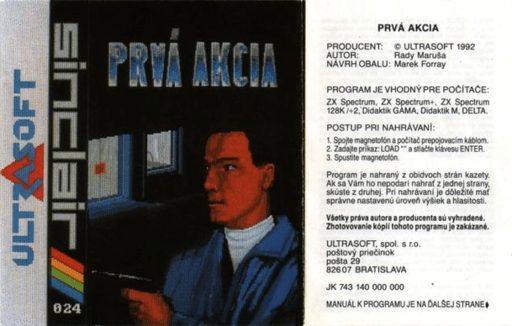 ULTRASOFT
sinclair
024
PRVÁ AKCIA
PRVÁ AKCIA
PRODUCENT: © ULTRASOFT 1992
AUTOR: Rady Maruša
NÁVRH OBALU: Marek Forray
PROGRAM JE VHODNÝ PRE POČÍTAČE:
ZX Spectrum, ZX Spectrum+, ZX Spectrum
128K /+2, Didaktik GAMA, Didaktik M, DELTA.
POSTUP PRI NAHRÁVANÍ:
1. Spojte magnetofón a počítač prepojovacím káblom.
2. Zadajte príkaz: LOAD "" a stlačte klávesu ENTER.
3. Spustite magnetofón.
Program je nahraný z obidvoch strán kazety.
Ak sa Vám ho nepodarí nahrať z jednej strany,
skúste z druhej. Pri nahrávaní je dôležité mať
správne nastavenú úroveň výšiek a hlasitosti.
Všetky práva autora a producenta sú vyhradené.
Zhotovovanie kópií tohoto programu je zakázané.
ULTRASOFT, spol. s r.o.
poštový priečinok
pošta 29
826 07 BRATISLAVA
JK 743 140 000 000
MANUÁL K PROGRAMU JE NA ĎALŠEJ STRANE